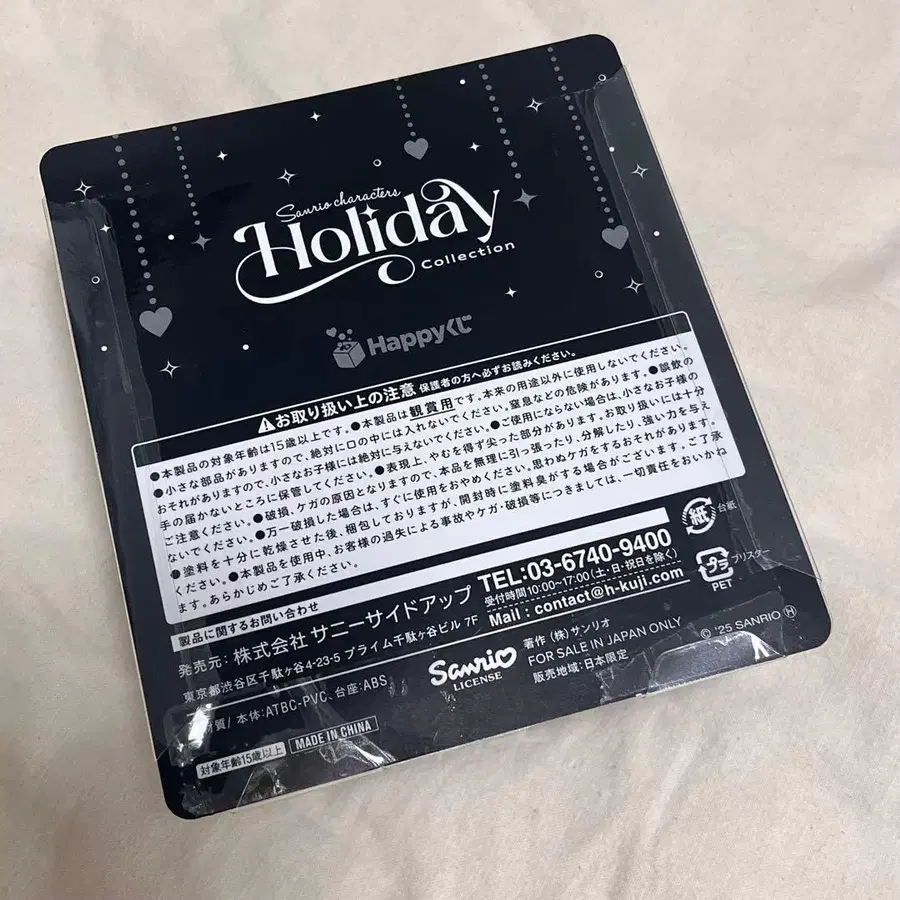 Sanrio characters
Holiday
Collection
Happyくじ
⚠お取り扱い上の注意 保護者の方へ必ずお読みください。
●本製品の対象年齢は15歳以上です。●本製品は観賞用です。本来の用途以外に使用しないでください。
●小さな部品がありますので、絶対に口の中には入れないでください。窒息などの危険があります。●誤飲の
おそれがありますので、小さなお子様には絶対に与えないでください。●ご使用にならない場合は、小さなお子様の
手の届かないところに保管してください。●表現上、やむを得ず尖った部分があります。お取り扱いには十分
ご注意ください。●破損、ケガの原因となりますので、本品を無理に引っ張ったり、分解したり、強い力を与え
ないでください。●万一破損した場合は、すぐに使用をおやめください。思わぬケガをするおそれがあります。
●塗料を十分に乾燥させた後、梱包しておりますが、開封時に塗料臭がする場合がございます。ご了承
ください。●本製品を使用中、お客様の過失による事故やケガ・破損等につきましては、一切責任をおいかね
ます。あらかじめご了承ください。
製品に関するお問い合わせ
発売元:株式会社サニーサイドアップ
東京都渋谷区千駄ヶ谷4-23-5 プライム千駄ヶ谷ビル 7F
TEL:03-6740-9400
受付時間10:00~17:00(土・日・祝日を除く)
Mail : contact@h-kuji.com
紙 台紙
プラ ブリスター
PET
材質/ 本体:ATBC-PVC、台座:ABS
対象年齢15歳以上
MADE IN CHINA
Sanrio
LICENSE
著作(株)サンリオ
FOR SALE IN JAPAN ONLY
販売地域:日本限定
© '25 SANRIO Ⓗ